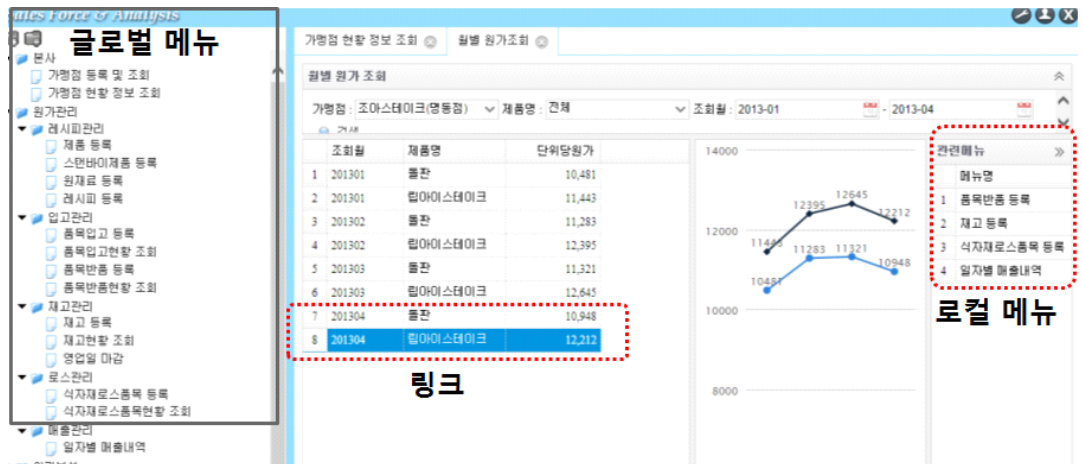 Sales Force & Analysis
글로벌 메뉴
본사
가맹점 등록 및 조회
가맹점 현황 정보 조회
원가관리
레시피관리
제품 등록
스탠바이제품 등록
원재료 등록
레시피 등록
입고관리
품목입고 등록
품목입고현황 조회
품목반품 등록
품목반품현황 조회
재고관리
재고 등록
재고현황 조회
영업일 마감
로스관리
식자재로스품목 등록
식자재로스품목현황 조회
매출관리
일자별 매출내역
가맹점 현황 정보 조회 월별 원가조회
월별 원가 조회
가맹점 : 조아스테이크(명동점) 제품명 : 전체 조회월 : 2013-01 - 2013-04
검색
조회월 제품명 단위당원가
1 201301 돌판 10,481
2 201301 립아이스테이크 11,443
3 201302 돌판 11,283
4 201302 립아이스테이크 12,395
5 201303 돌판 11,321
6 201303 립아이스테이크 12,645
7 201304 돌판 10,948
8 201304 립아이스테이크 12,212
링크
14000
12645
12395 12212
12000
11443 11283 11321
10948
10481
10000
8000
관련메뉴
메뉴명
1 품목반품 등록
2 재고 등록
3 식자재로스품목 등록
4 일자별 매출내역
로컬 메뉴